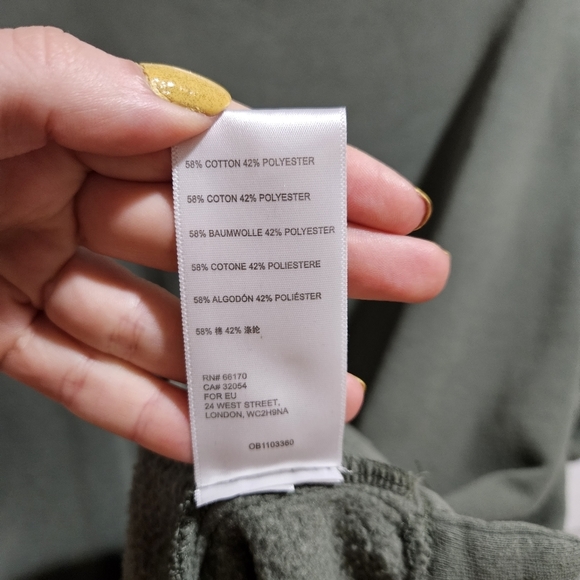 58% COTTON 42% POLYESTER
58% COTON 42% POLYESTER
58% BAUMWOLLE 42% POLYESTER
58% COTONE 42% POLIESTERE
58% ALGODÓN 42% POLIÉSTER
58% 棉 42% 涤纶
RN# 66170
CA# 32054
FOR EU
24 WEST STREET,
LONDON, WC2H9NA
OB1103360